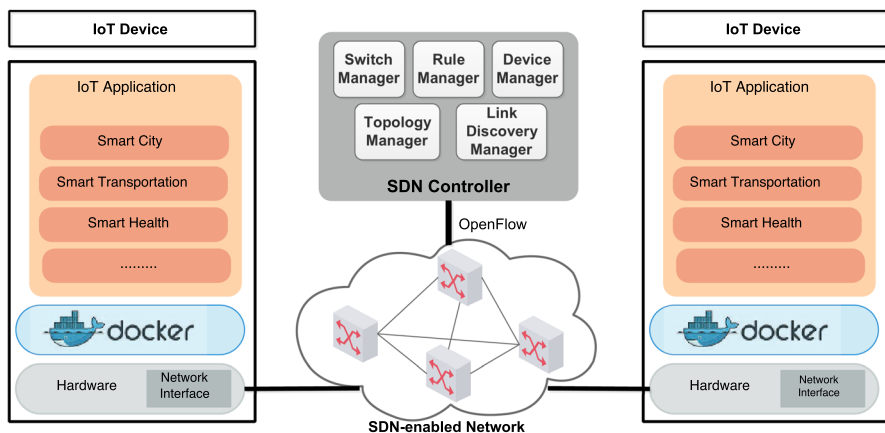 IoT Device
IoT Application
Smart City
Smart Transportation
Smart Health
.........
docker
Hardware
Network
Interface
Switch
Manager
Rule
Manager
Device
Manager
Topology
Manager
Link
Discovery
Manager
SDN Controller
OpenFlow
SDN-enabled Network
IoT Device
IoT Application
Smart City
Smart Transportation
Smart Health
.........
docker
Hardware
Network
Interface